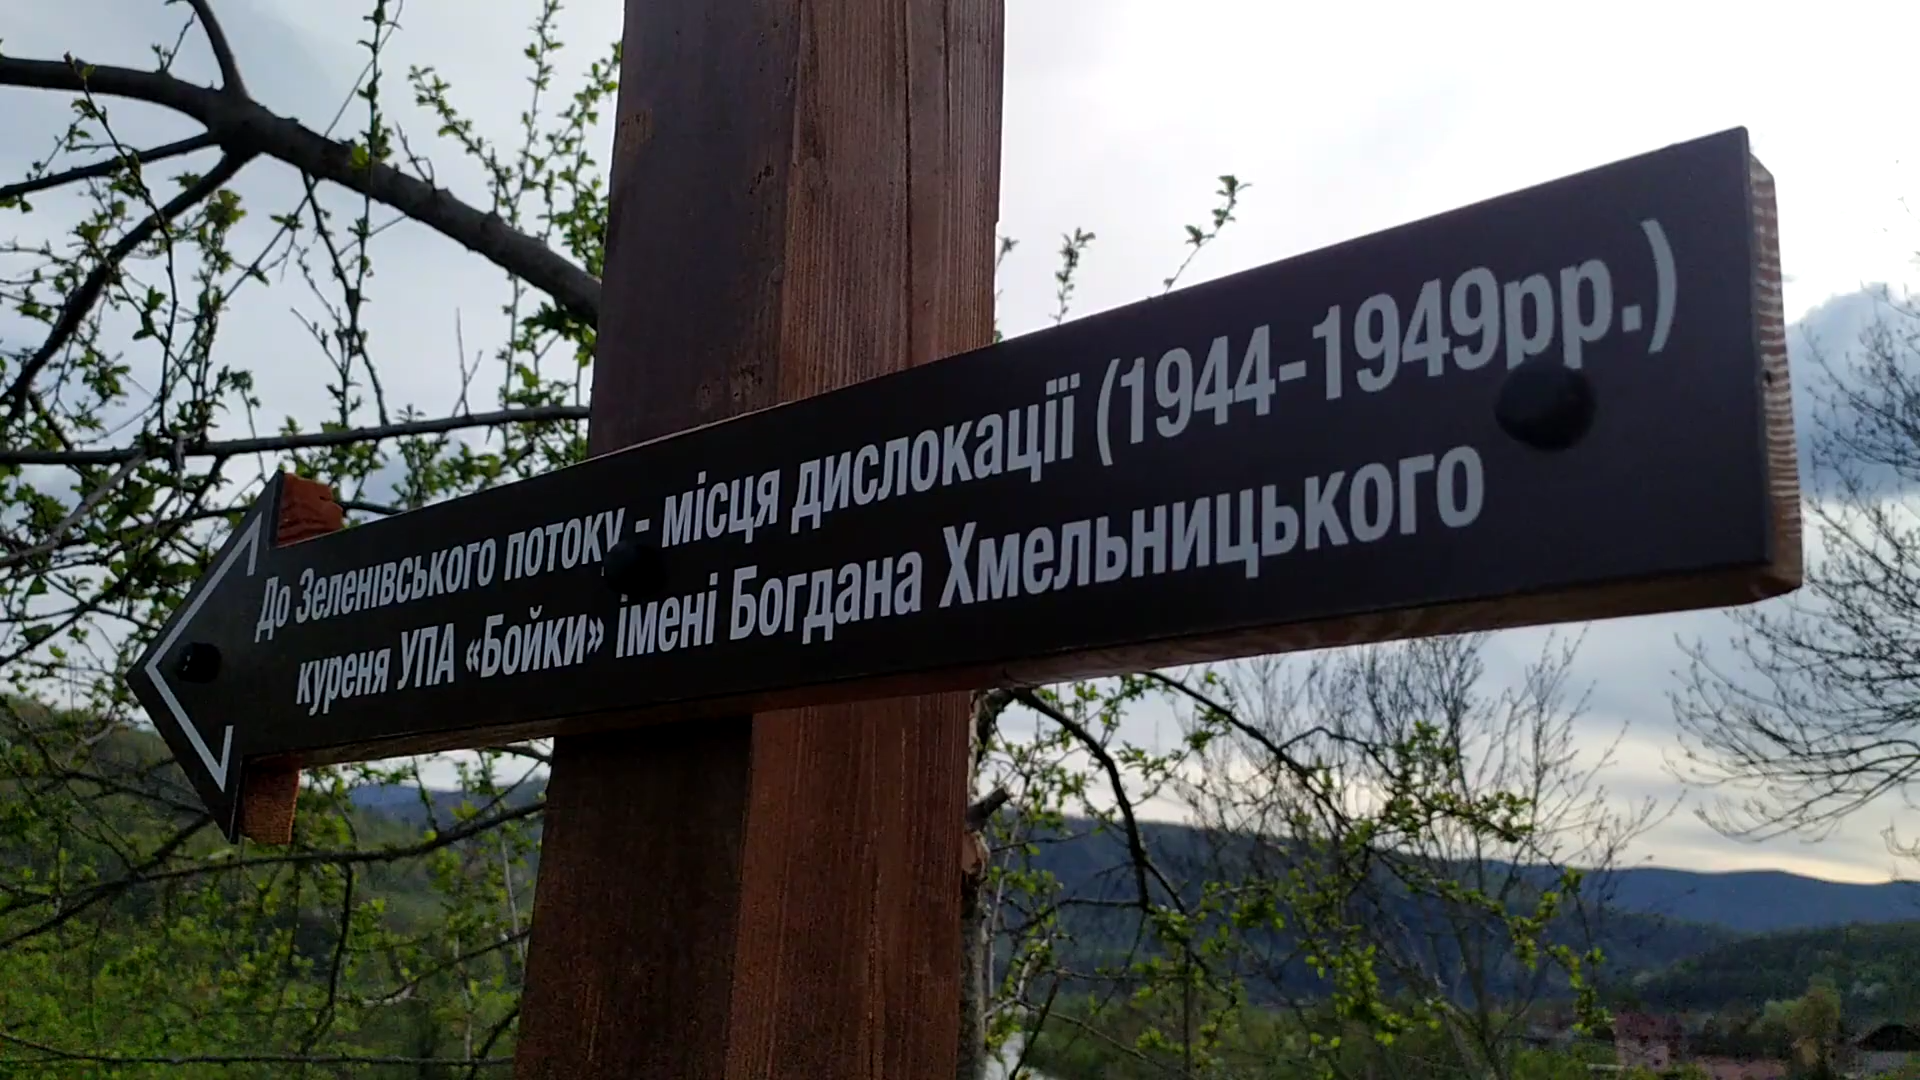 До Зеленівського потоку - місця дислокації (1944-1949рр.)
куреня УПА «Бойки» імені Богдана Хмельницького